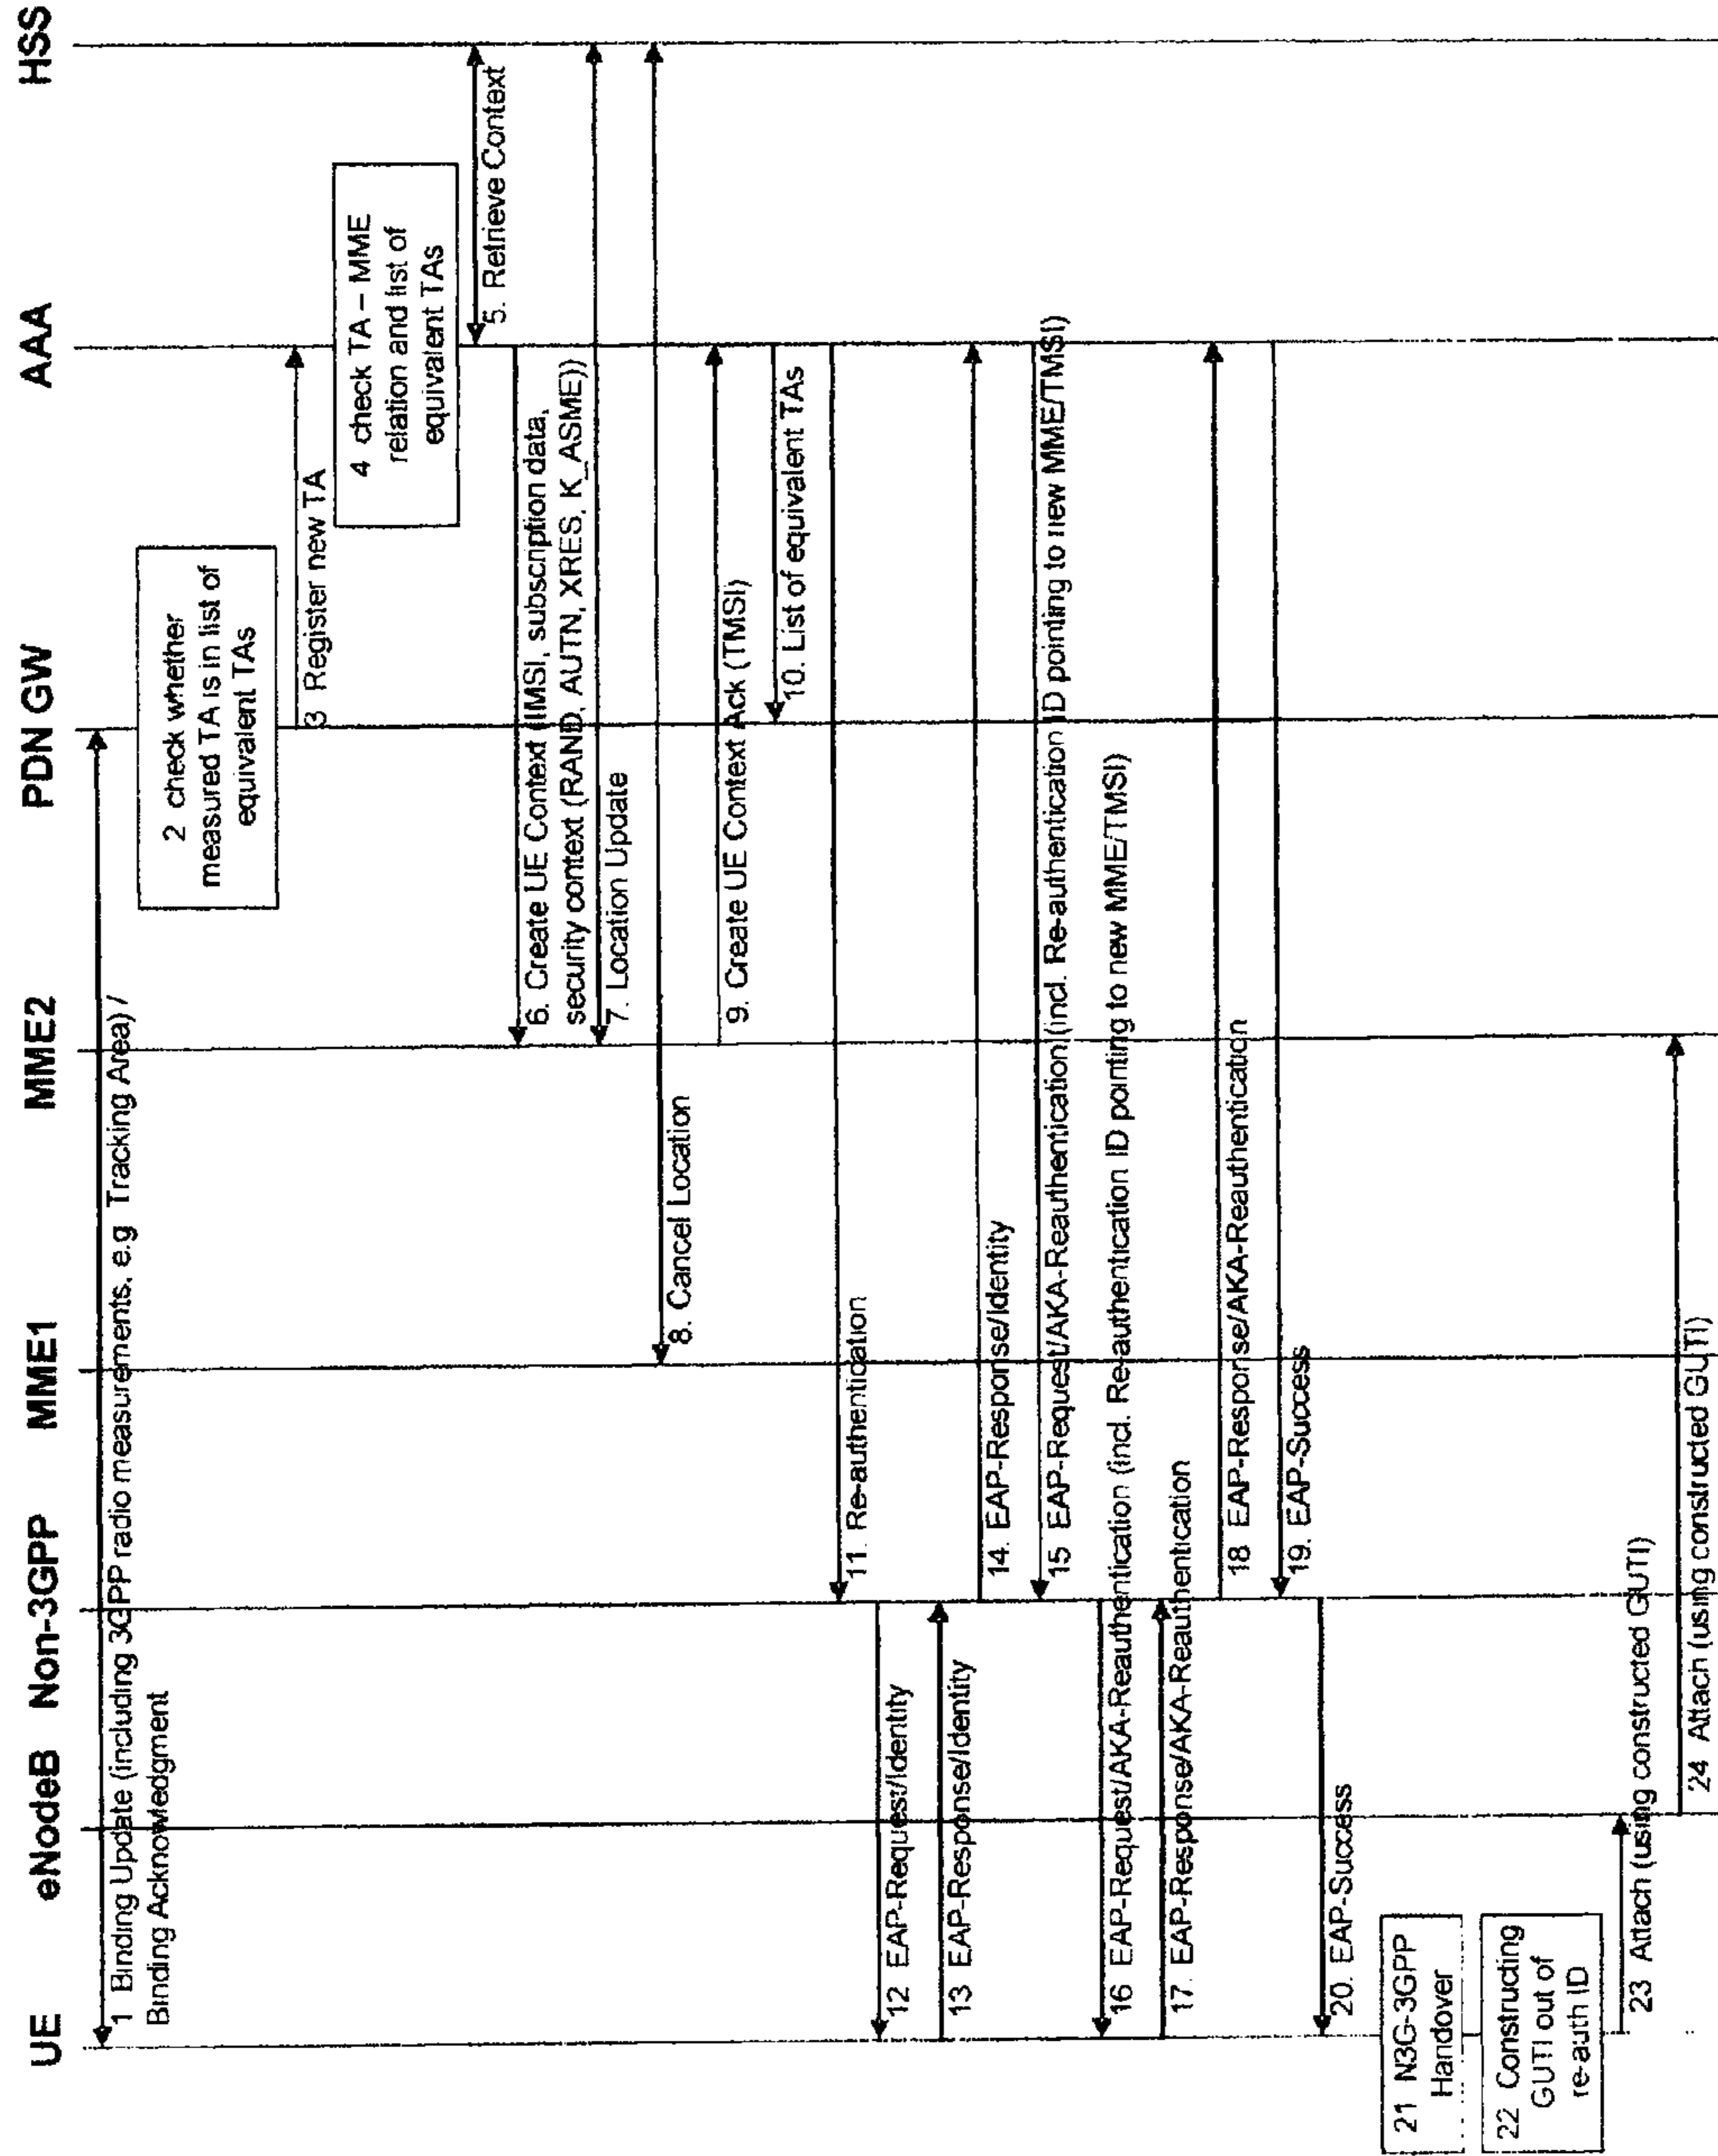 UE
eNodeB
Non-3GPP
MME1
MME2
PDN GW
AAA
HSS
1 Binding Update (including 3GPP radio measurements, e.g Tracking Area) /
Binding Acknowledgment
2 check whether
measured TA is in list of
equivalent TAs
3 Register new TA
4 check TA – MME
relation and list of
equivalent TAs
5. Retrieve Context
6. Create UE Context (IMSI, subscription data,
security context (RAND, AUTN, XRES, K_ASME))
7. Location Update
8. Cancel Location
9. Create UE Context Ack (TMSI)
10. List of equivalent TAs
11. Re-authentication
12 EAP-Request/Identity
13 EAP-Response/Identity
14. EAP-Response/Identity
15 EAP-Request/AKA-Reauthentication (incl. Re-authentication ID pointing to new MME/TMSI)
16 EAP-Request/AKA-Reauthentication (incl. Re-authentication ID pointing to new MME/TMSI)
17. EAP-Response/AKA-Reauthentication
18 EAP-Response/AKA-Reauthentication
19. EAP-Success
20. EAP-Success
21 N3G-3GPP
Handover
22 Constructing
GUTI out of
re-auth ID
23 Attach (using constructed GUTI)
24 Attach (using constructed GUTI)